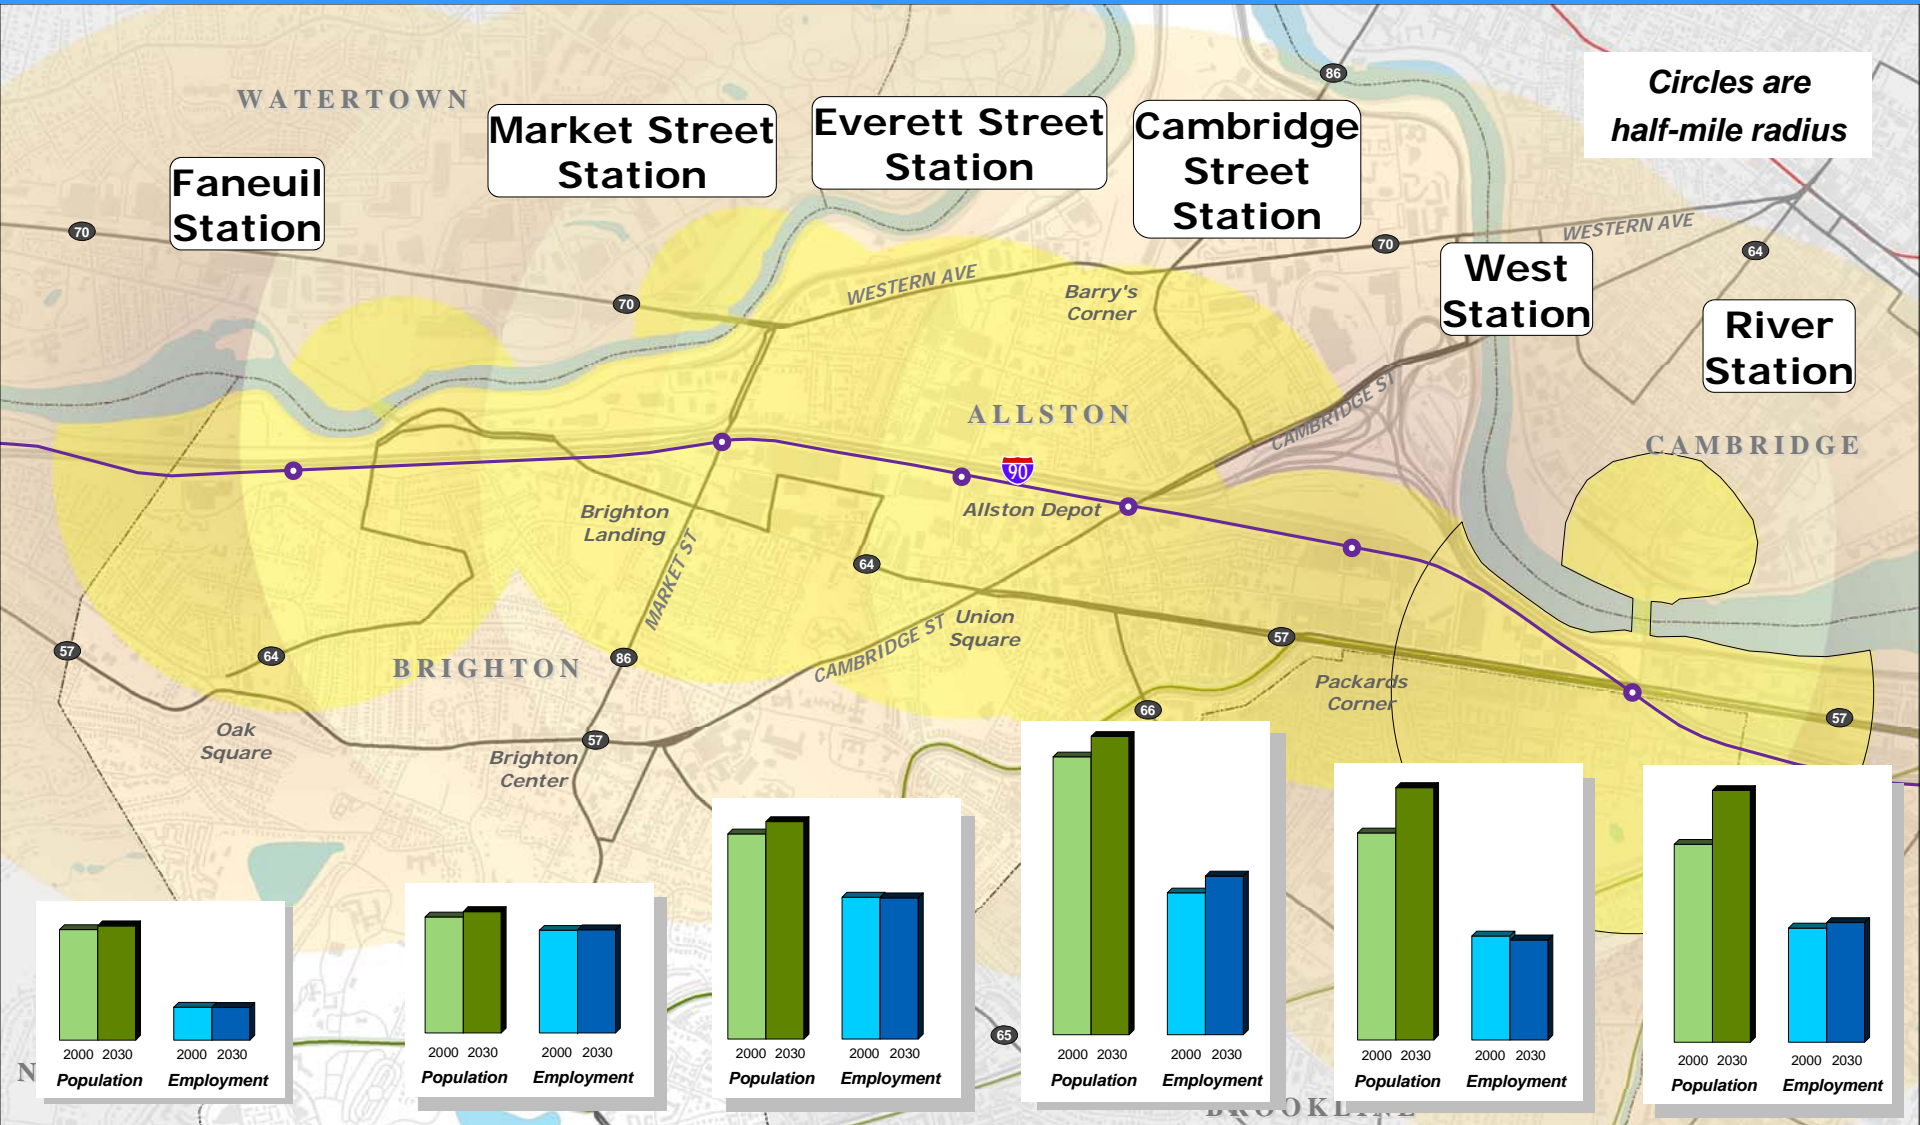 Circles are
half-mile radius
86
WATERTOWN
Market Street
Station
Everett Street
Station
Cambridge
Street
Station
Faneuil
Station
70
70
WESTERN AVE
64
West
Station
WESTERN AVE
Barry's
Corner
70
River
Station
CAMBRIDGE ST
ALLSTON
CAMBRIDGE
90
Brighton
Landing
Allston Depot
MARKET ST
64
Union
Square
57
57
64
BRIGHTON
86
CAMBRIDGE ST
Packards
Corner
66
57
Oak
Square
57
Brighton
Center
65
2000 2030 2000 2030
Population Employment
2000 2030 2000 2030
Population Employment
2000 2030 2000 2030
Population Employment
2000 2030 2000 2030
Population Employment
2000 2030 2000 2030
Population Employment
2000 2030 2000 2030
Population Employment
N
BROOKLINE